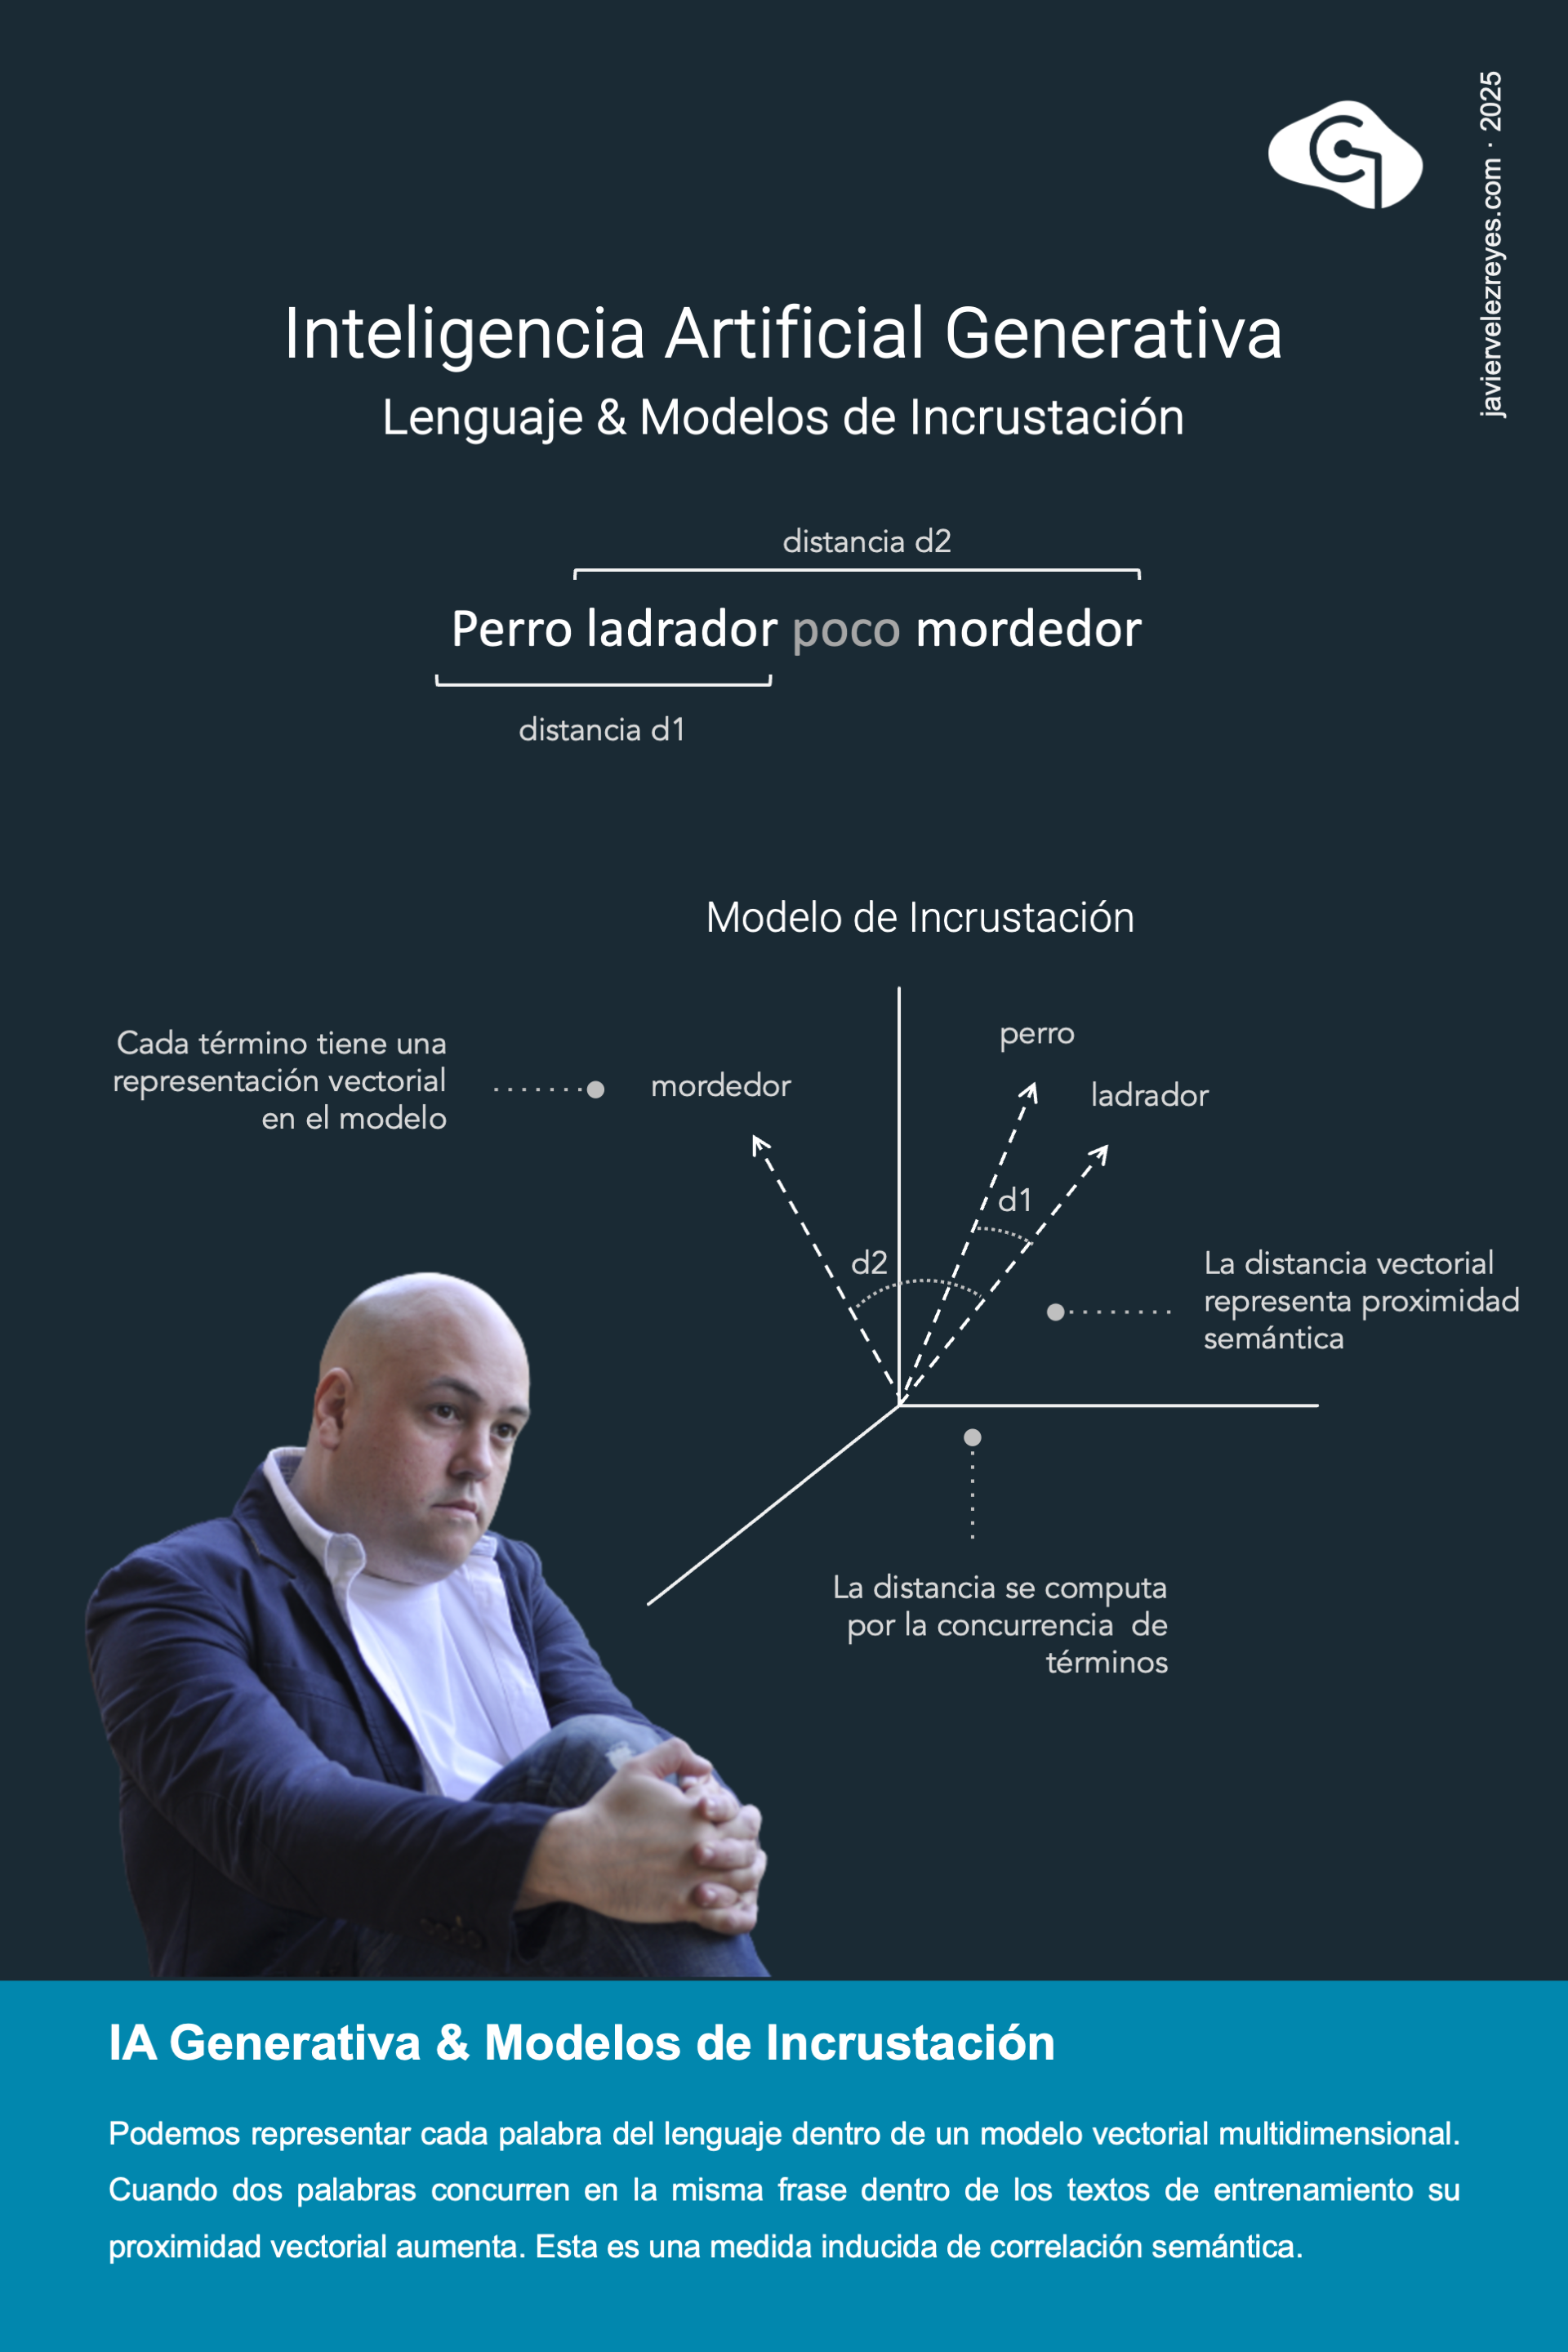 javiervelezreyes.com · 2025
Inteligencia Artificial Generativa
Lenguaje & Modelos de Incrustación
distancia d2
Perro ladrador poco mordedor
distancia d1
Modelo de Incrustación
Cada término tiene una
representación vectorial
en el modelo
mordedor
perro
ladrador
d1
d2
La distancia vectorial
representa proximidad
semántica
La distancia se computa
por la concurrencia de
términos
IA Generativa & Modelos de Incrustación
Podemos representar cada palabra del lenguaje dentro de un modelo vectorial multidimensional.
Cuando dos palabras concurren en la misma frase dentro de los textos de entrenamiento su
proximidad vectorial aumenta. Esta es una medida inducida de correlación semántica.